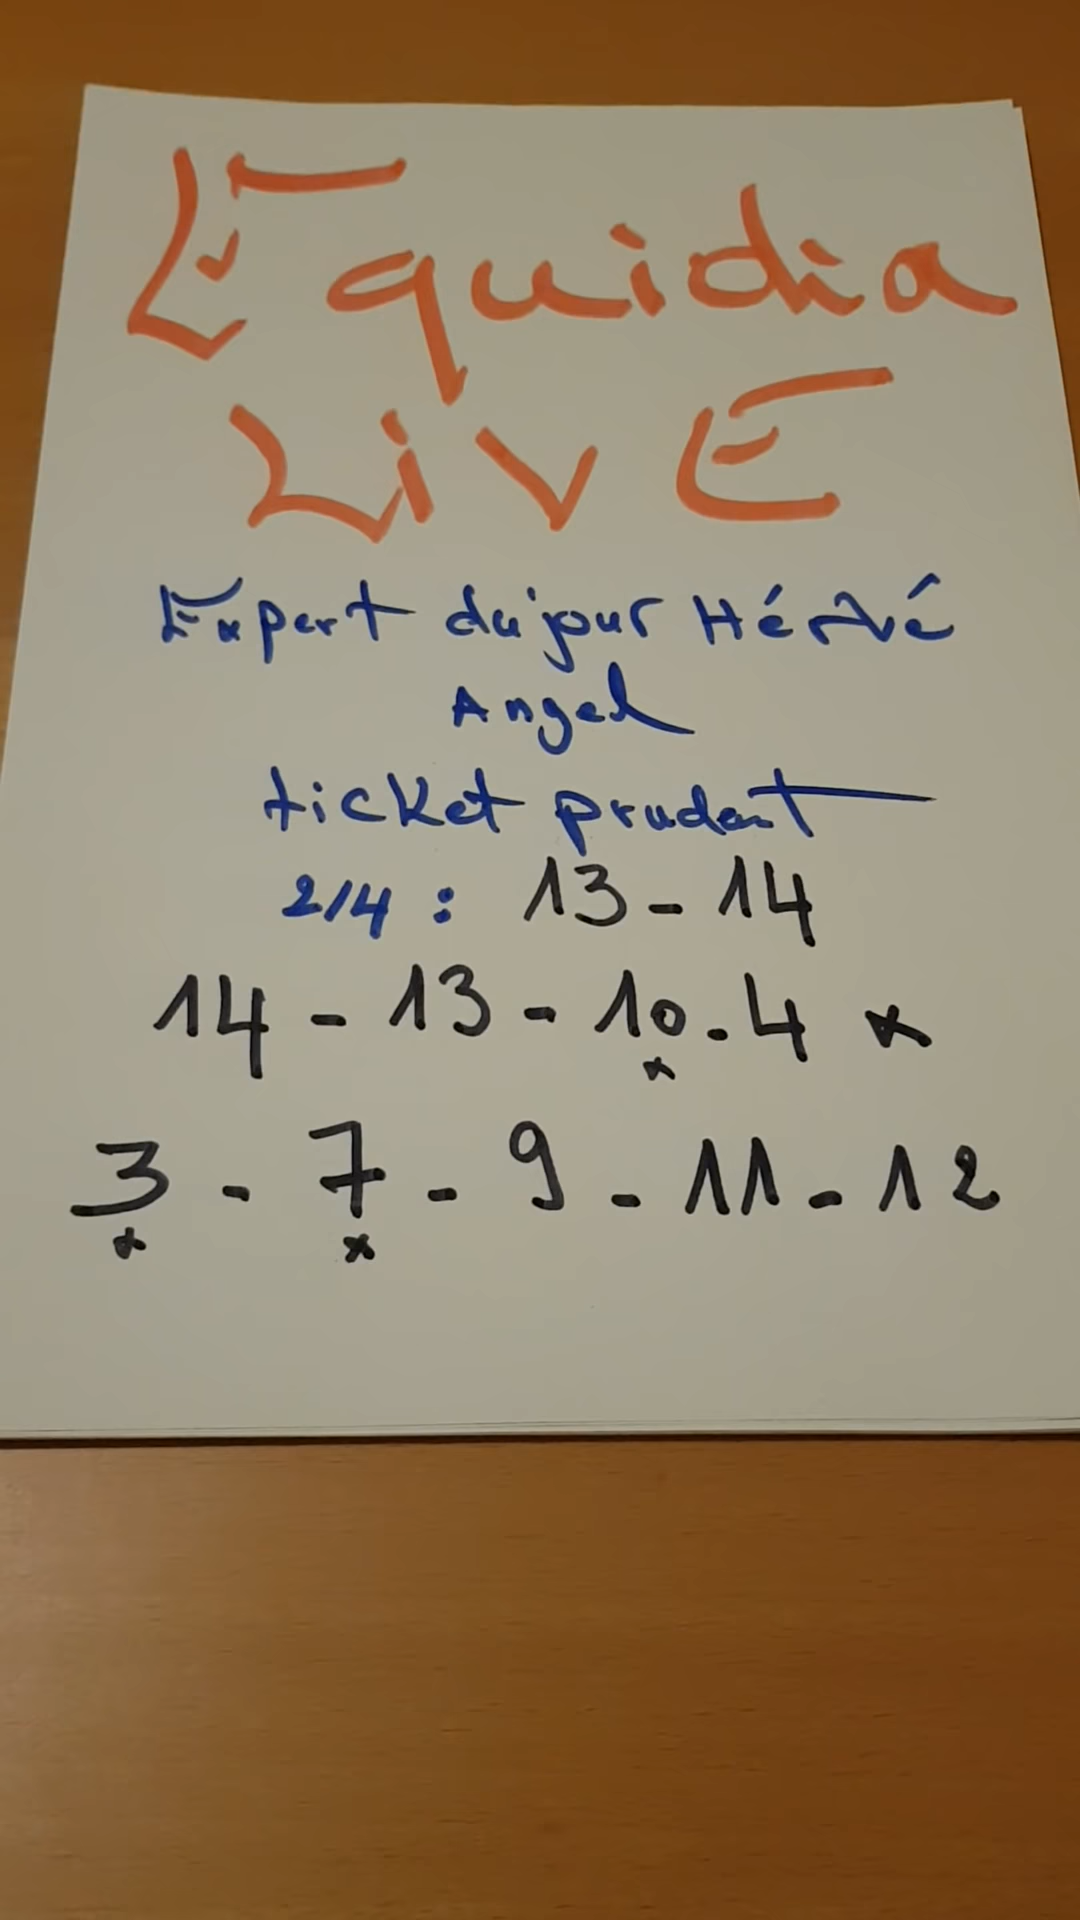 Equidia
LiVE
Expert du jour Hérvé
Angel
ticket prudent
2/4 : 13 - 14
14 - 13 - 10 . 4 x
x
3 - 7 - 9 - 11 - 12
x x